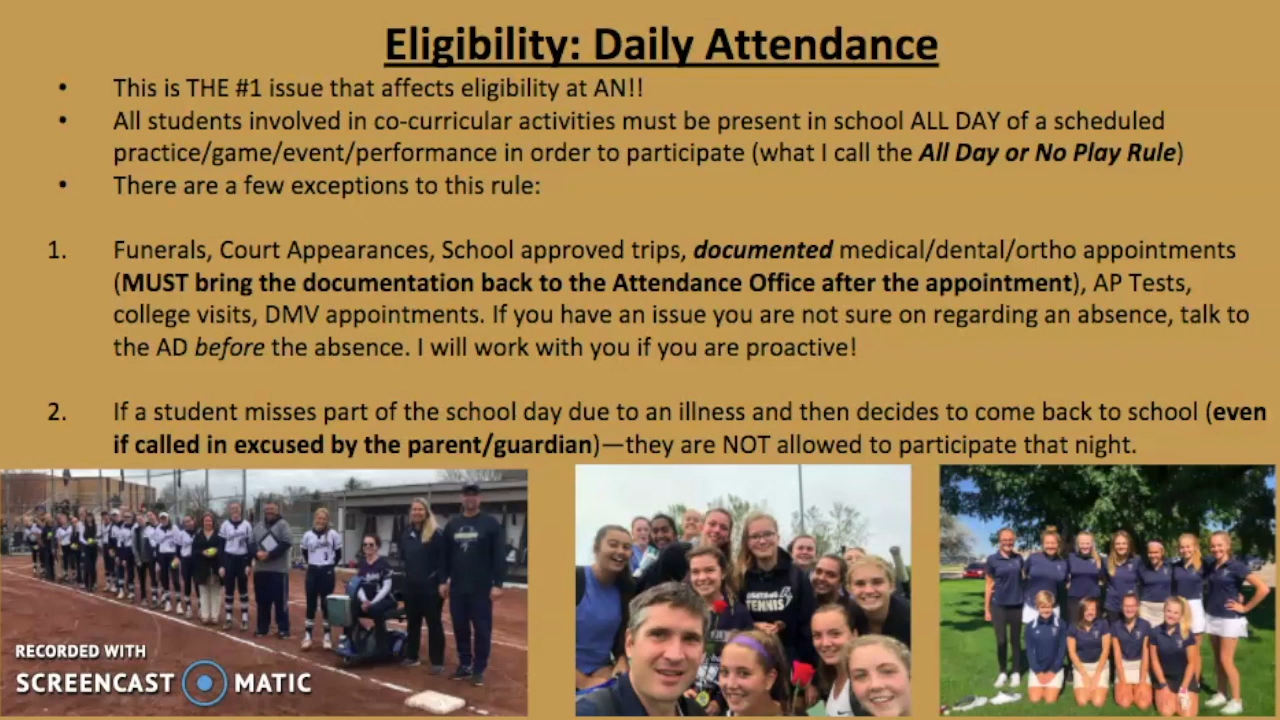 Eligibility: Daily Attendance
• This is THE #1 issue that affects eligibility at AN!!
• All students involved in co-curricular activities must be present in school ALL DAY of a scheduled
practice/game/event/performance in order to participate (what I call the All Day or No Play Rule)
• There are a few exceptions to this rule:
1. Funerals, Court Appearances, School approved trips, documented medical/dental/ortho appointments
(MUST bring the documentation back to the Attendance Office after the appointment), AP Tests,
college visits, DMV appointments. If you have an issue you are not sure on regarding an absence, talk to
the AD before the absence. I will work with you if you are proactive!
2. If a student misses part of the school day due to an illness and then decides to come back to school (even
if called in excused by the parent/guardian)—they are NOT allowed to participate that night.
TENNIS
RECORDED WITH
SCREENCAST MATIC